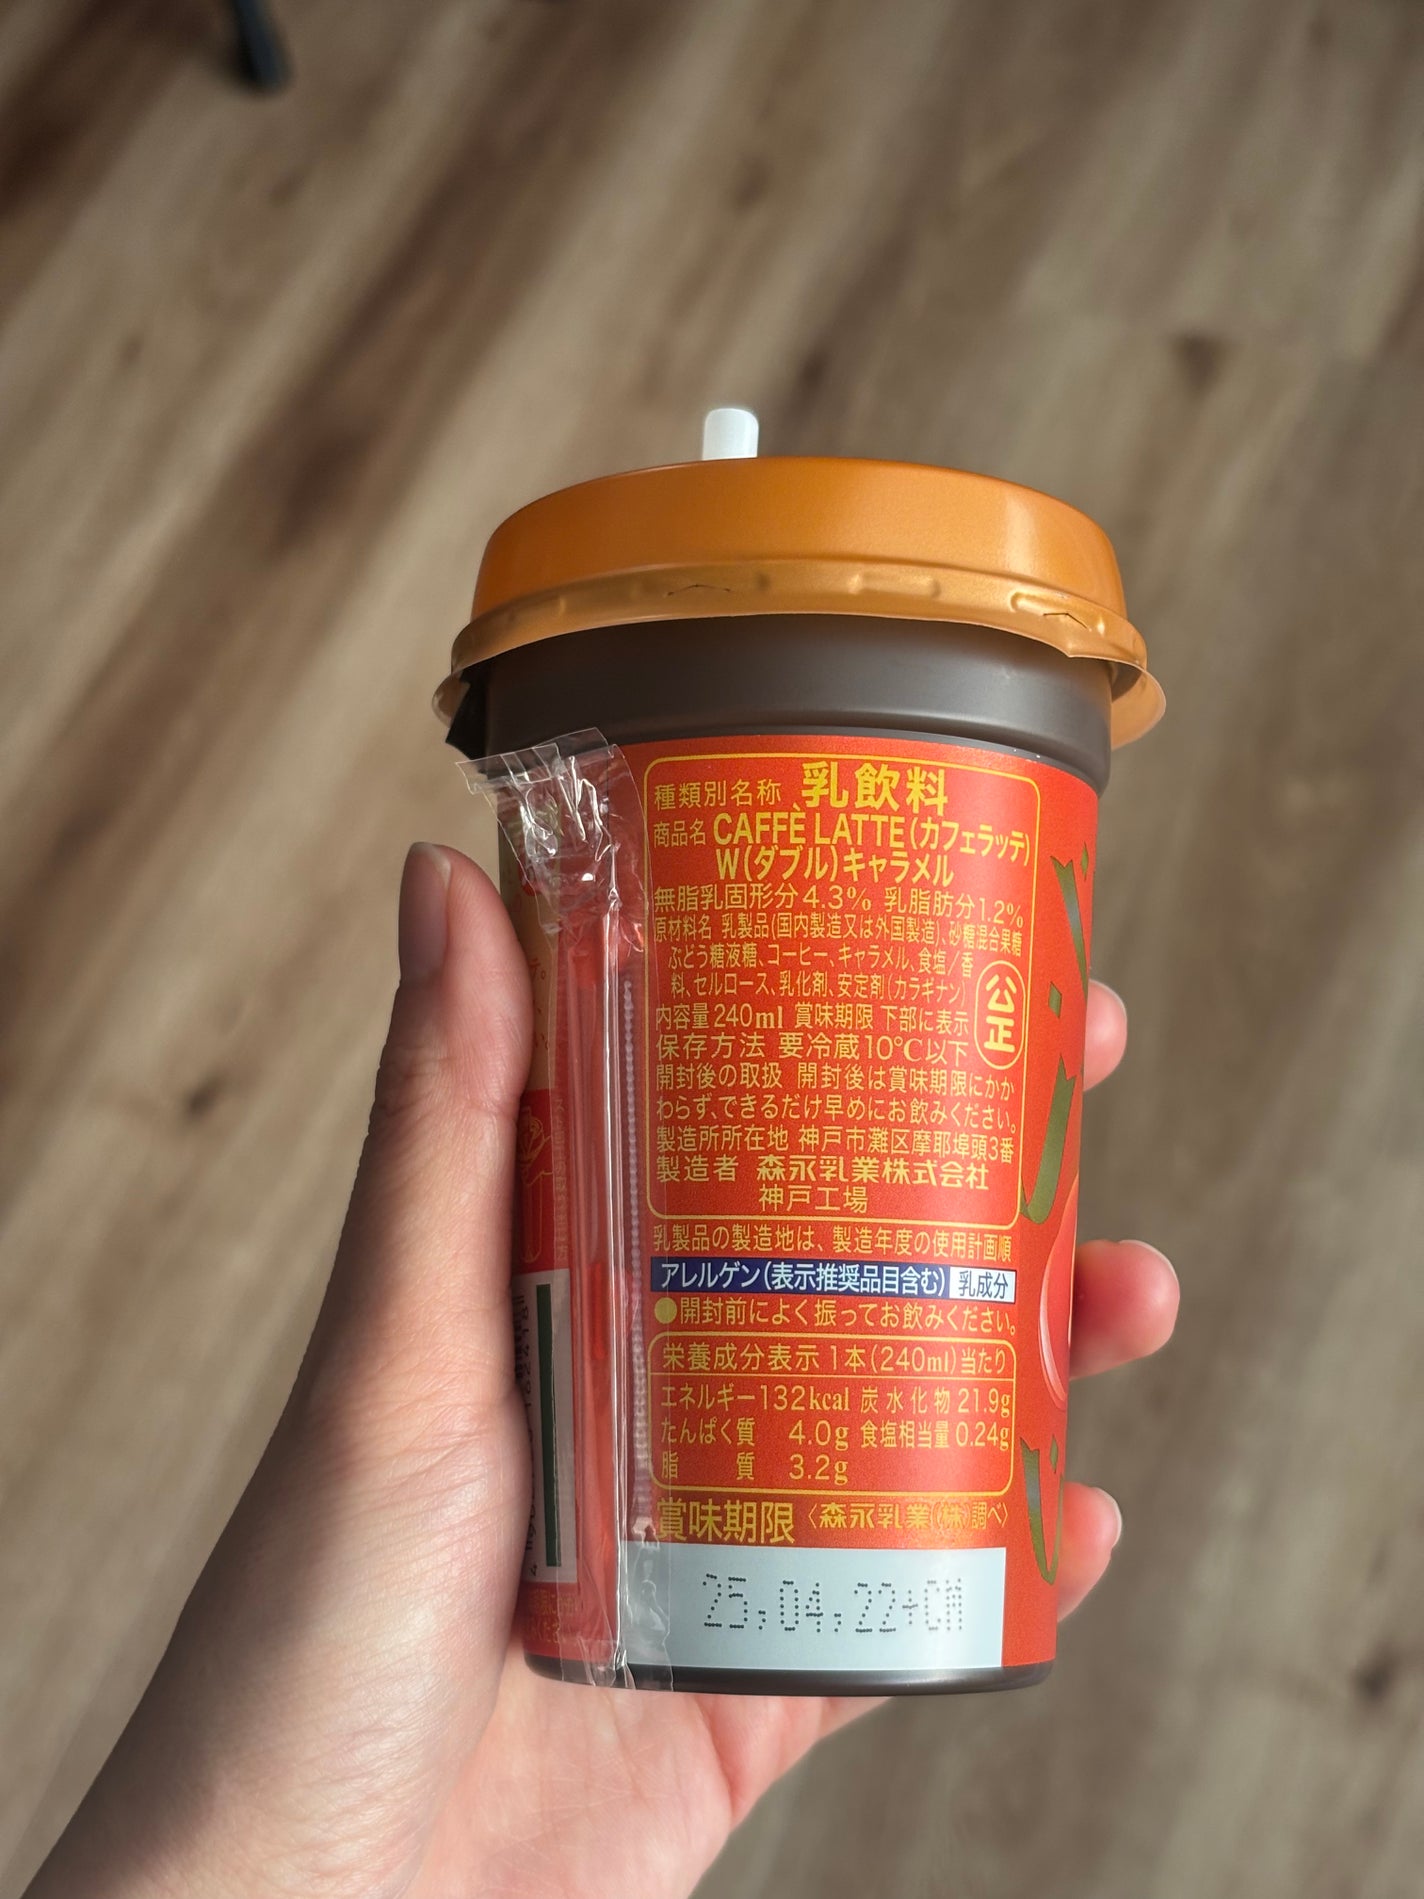 種類別名称 乳飲料
商品名 CAFFÈ LATTE(カフェラッテ)
W(ダブル)キャラメル
無脂乳固形分4.3% 乳脂肪分1.2%
原材料名 乳製品(国内製造又は外国製造)、砂糖混合果糖
ぶどう糖液糖、コーヒー、キャラメル、食塩/香
料、セルロース、乳化剤、安定剤(カラギナン)
公正
内容量240ml 賞味期限 下部に表示
保存方法 要冷蔵10℃以下
開封後の取扱 開封後は賞味期限にかか
わらず、できるだけ早めにお飲みください。
製造所所在地 神戸市灘区摩耶埠頭3番
製造者 森永乳業株式会社
神戸工場
乳製品の製造地は、製造年度の使用計画順
アレルゲン(表示推奨品目含む) 乳成分
●開封前によく振ってお飲みください。
栄養成分表示 1本(240ml)当たり
エネルギー132kcal 炭水化物 21.9g
たんぱく質 4.0g 食塩相当量 0.24g
脂質 3.2g
賞味期限 〈森永乳業(株)調べ〉
25.04.22+CM